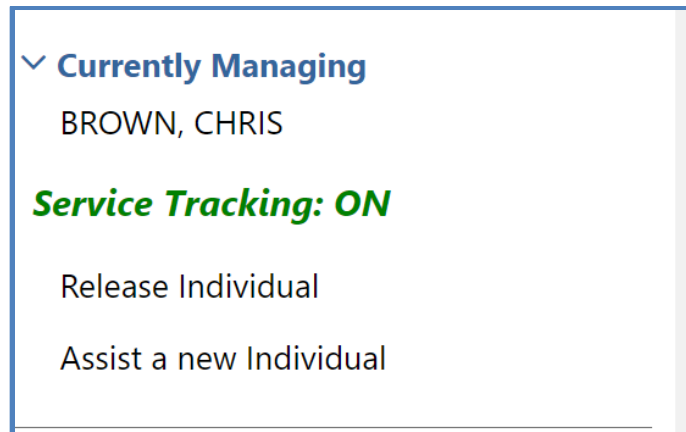 Currently Managing
BROWN, CHRIS
Service Tracking: ON
Release Individual
Assist a new Individual